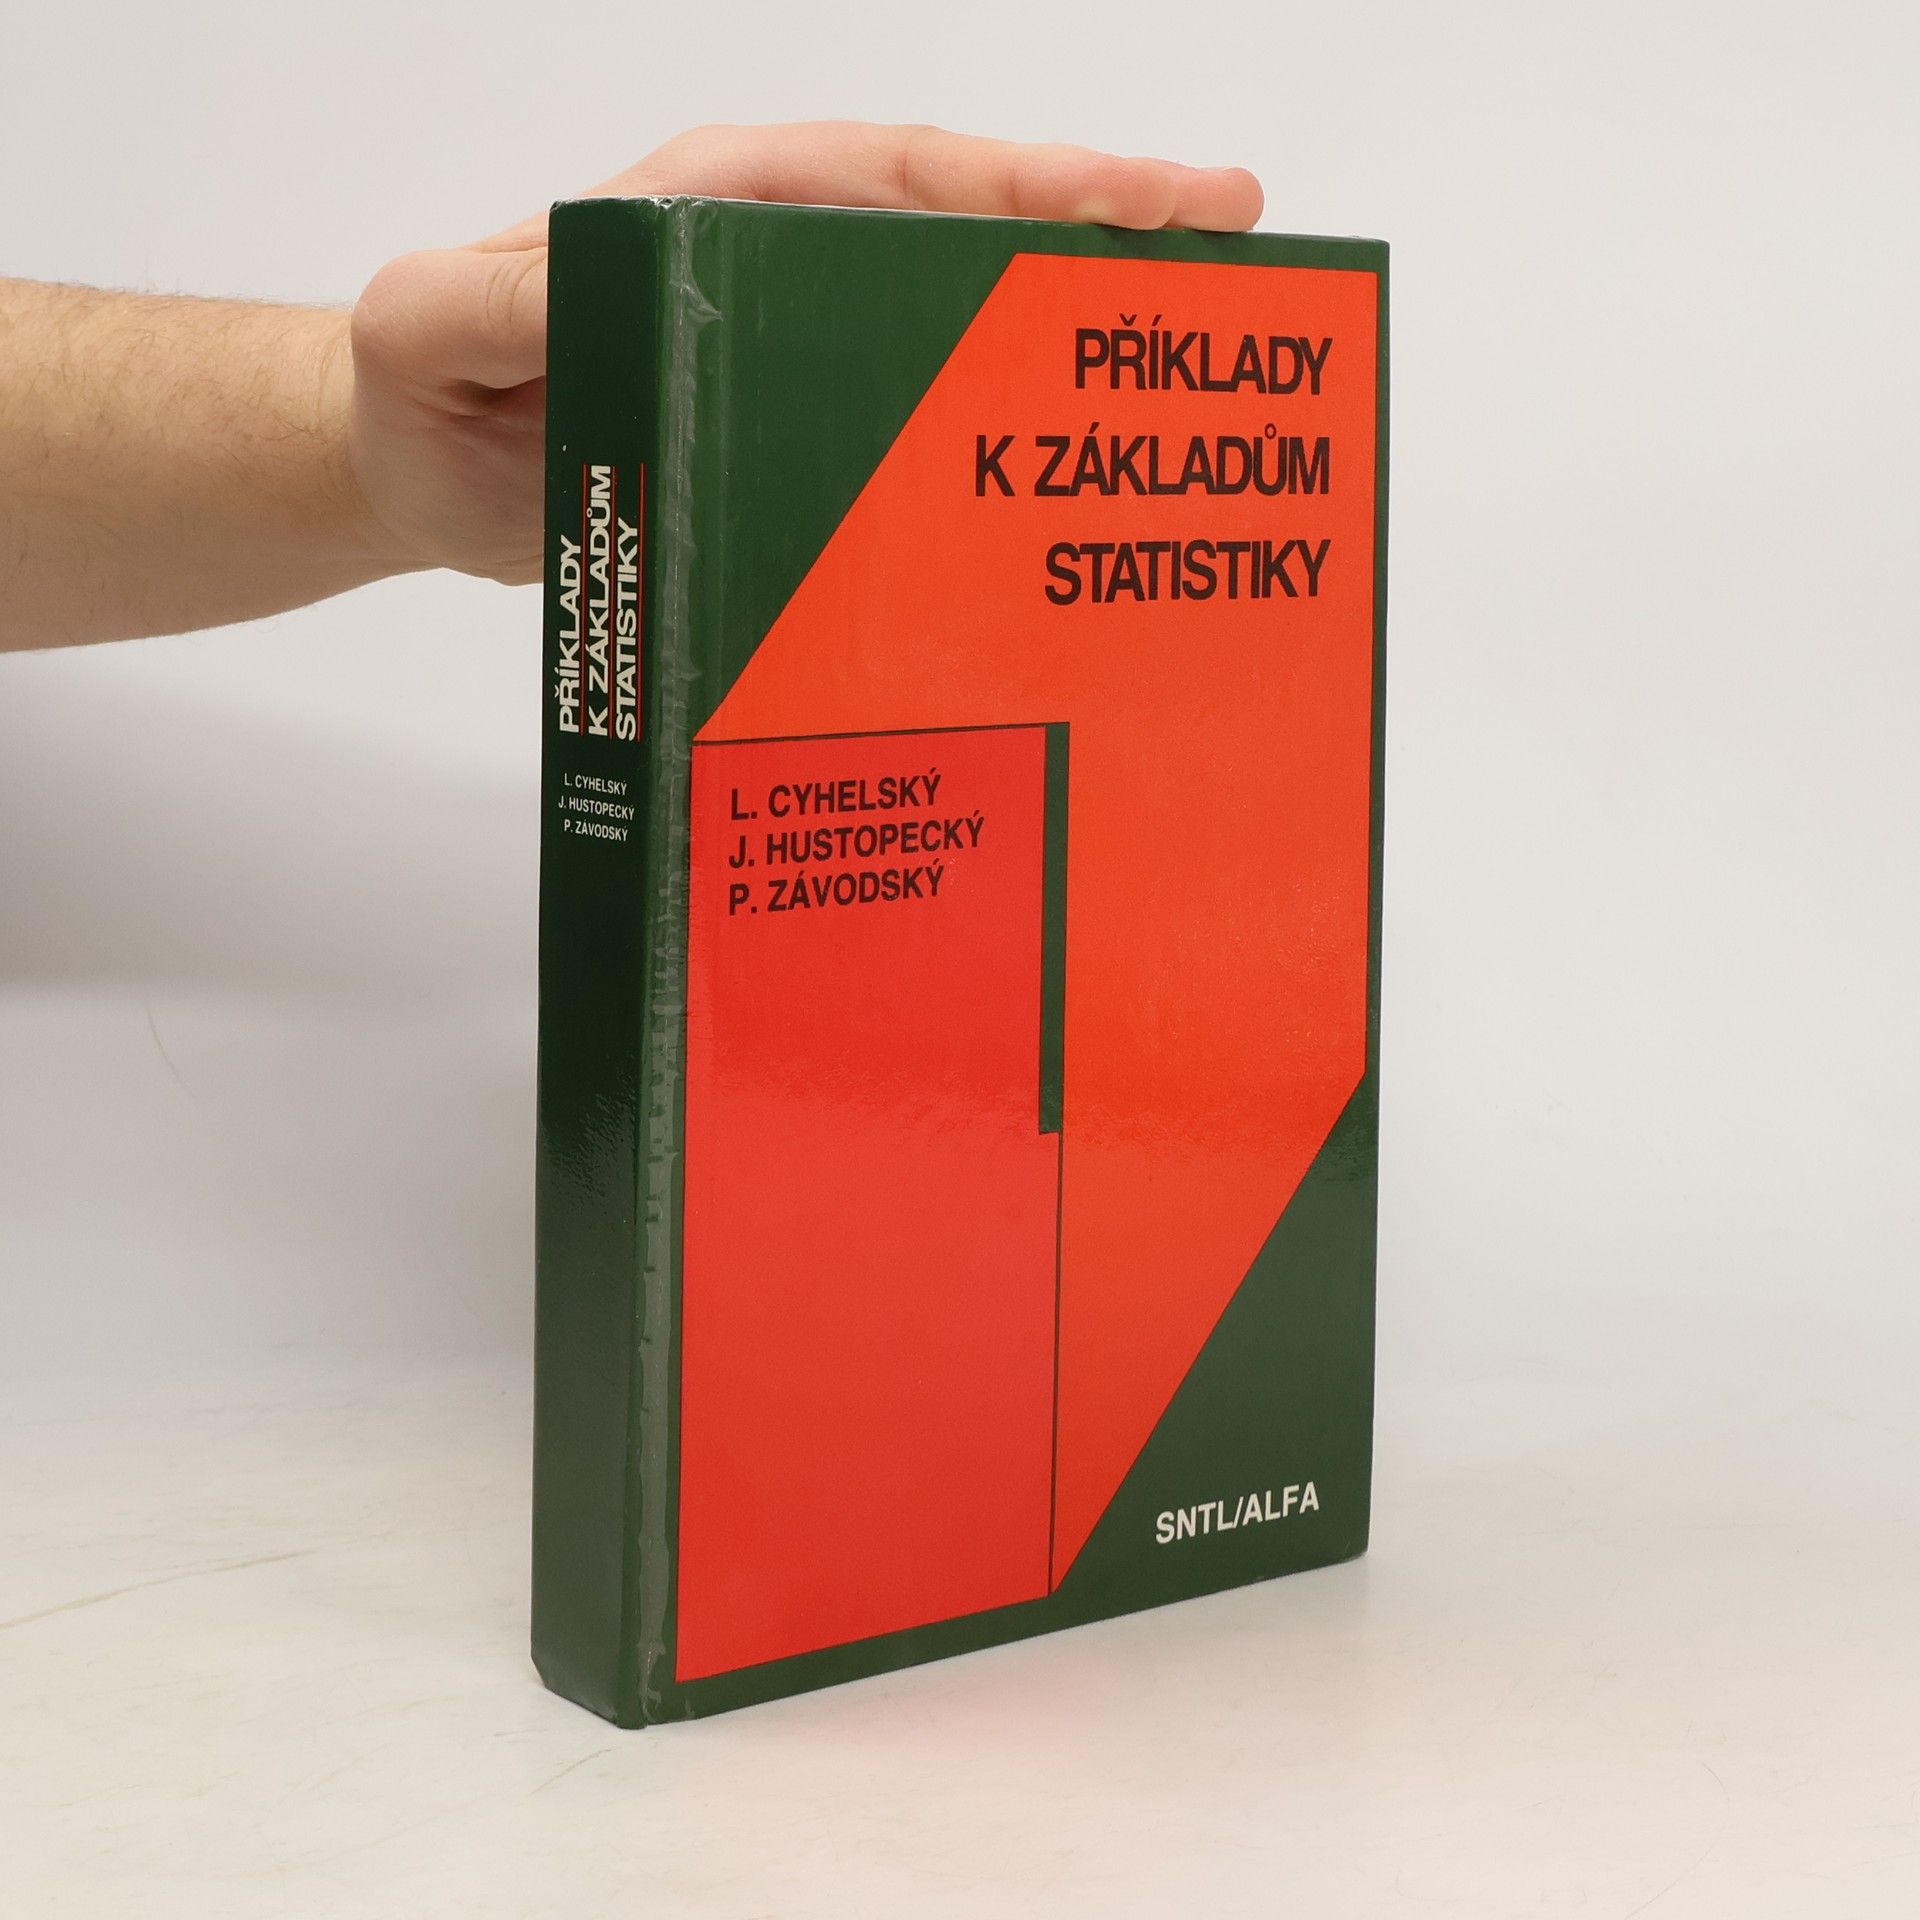 PŘÍKLADY
K ZÁKLADŮM
STATISTIKY
L. CYHELSKÝ
J. HUSTOPECKÝ
P. ZÁVODSKÝ
PŘÍKLADY
K ZÁKLADŮM
STATISTIKY
L. CYHELSKÝ
J. HUSTOPECKÝ
P. ZÁVODSKÝ
SNTL/ALFA